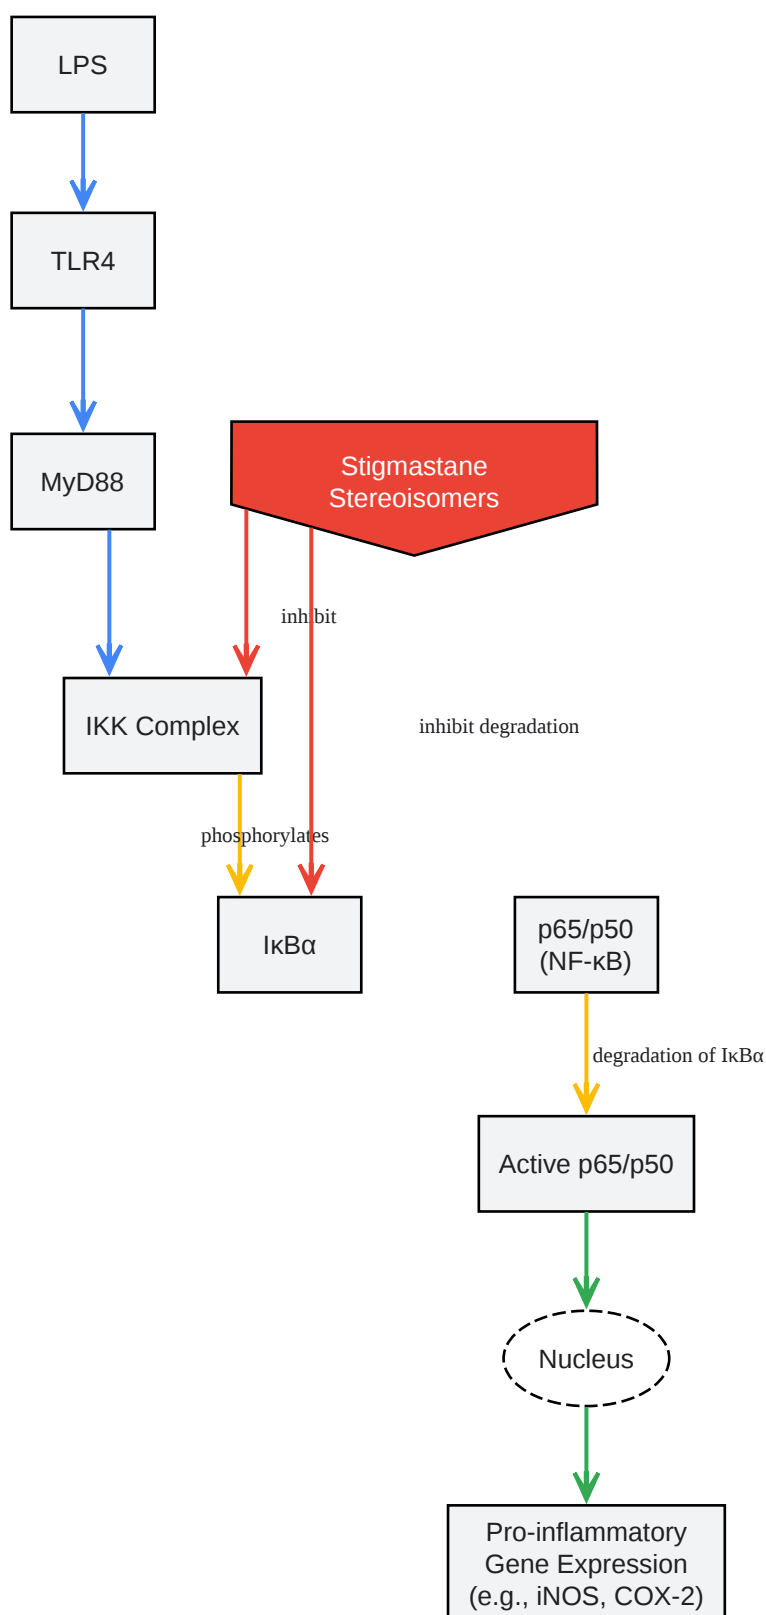 LPS
TLR4
MyD88
Stigmastane
Stereoisomers
inhibit
IKK Complex
inhibit degradation
phosphorylates
IκBα
p65/p50
(NF-κB)
degradation of IκBα
Active p65/p50
Nucleus
Pro-inflammatory
Gene Expression
(e.g., iNOS, COX-2)